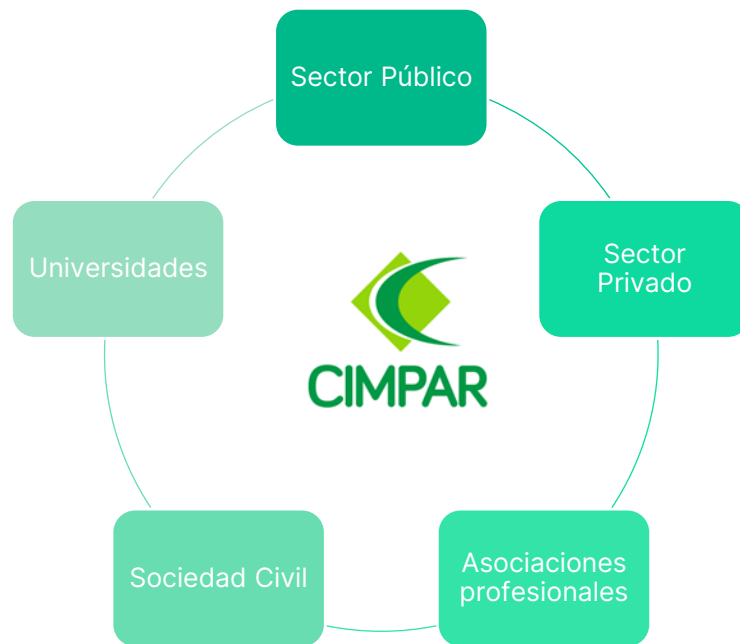 Sector Público
Sector
Privado
Asociaciones
profesionales
Sociedad Civil
Universidades
CIMPAR